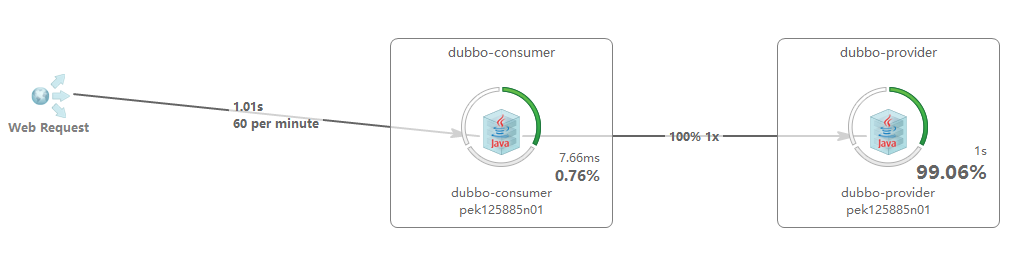 Web Request
1.01s
60 per minute
dubbo-consumer
Java
7.66ms
0.76%
dubbo-consumer
pek125885n01
100% 1x
dubbo-provider
Java
1s
99.06%
dubbo-provider
pek125885n01